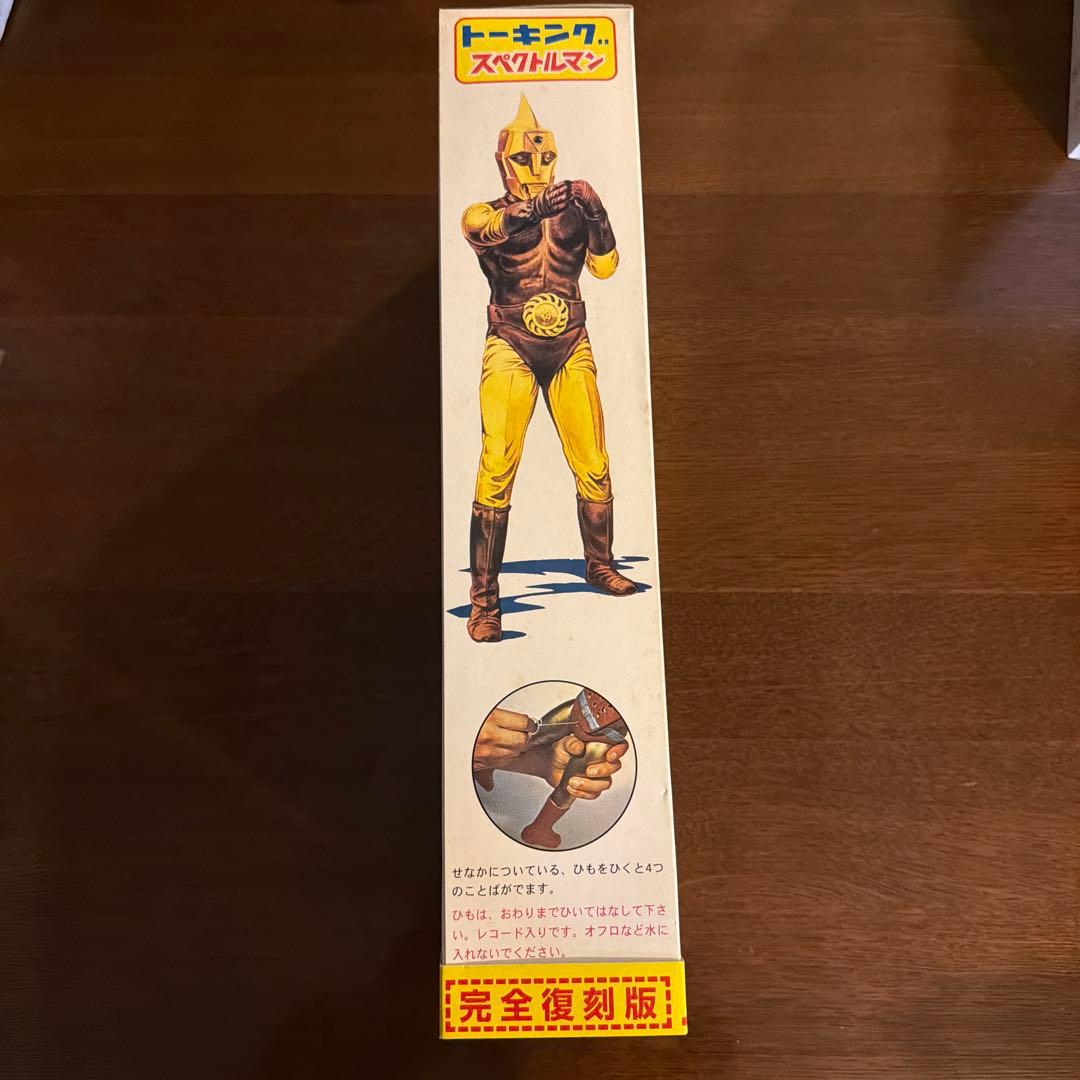 トーキング‥
スペクトルマン
せなかについている、ひもをひくと4つ
のことばがでます。
ひもは、おわりまでひいてはなして下さ
い。レコード入りです。オフロなど水に
入れないでください。
完全復刻版